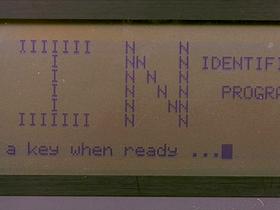 IIIIIII N N
I NN N IDENTIFI
I N N N
I N N N PROGRA
I N NN
IIIIIII N N
a key when ready ...